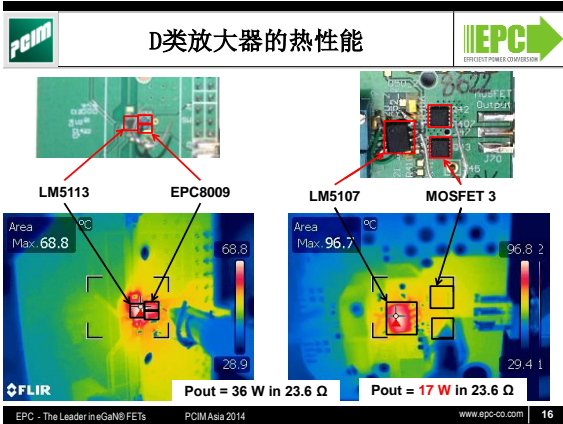 PCIM
D类放大器的热性能
EPC
EFFICIENT POWER CONVERSION
MOSFET
Output
J70
LM5113
EPC8009
LM5107
MOSFET 3
Area
Max. 68.8
°C
68.8
28.9
FLIR
Pout = 36 W in 23.6 Ω
Area
Max. 96.7
°C
96.8 2
29.4 1
Pout = 17 W in 23.6 Ω
EPC - The Leader in eGaN® FETs
PCIM Asia 2014
www.epc-co.com
16